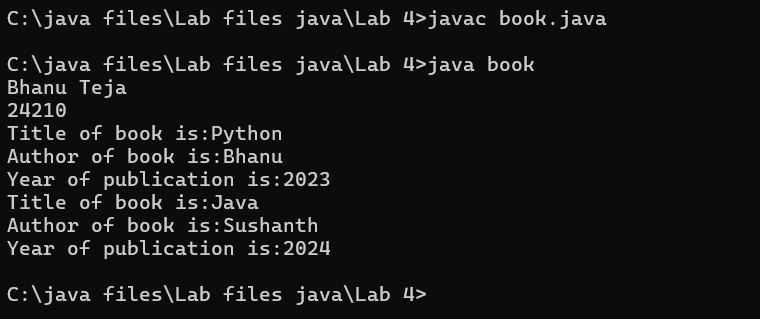 C:\java files\Lab files java\Lab 4>javac book.java
C:\java files\Lab files java\Lab 4>java book
Bhanu Teja
24210
Title of book is:Python
Author of book is:Bhanu
Year of publication is:2023
Title of book is:Java
Author of book is:Sushanth
Year of publication is:2024
C:\java files\Lab files java\Lab 4>